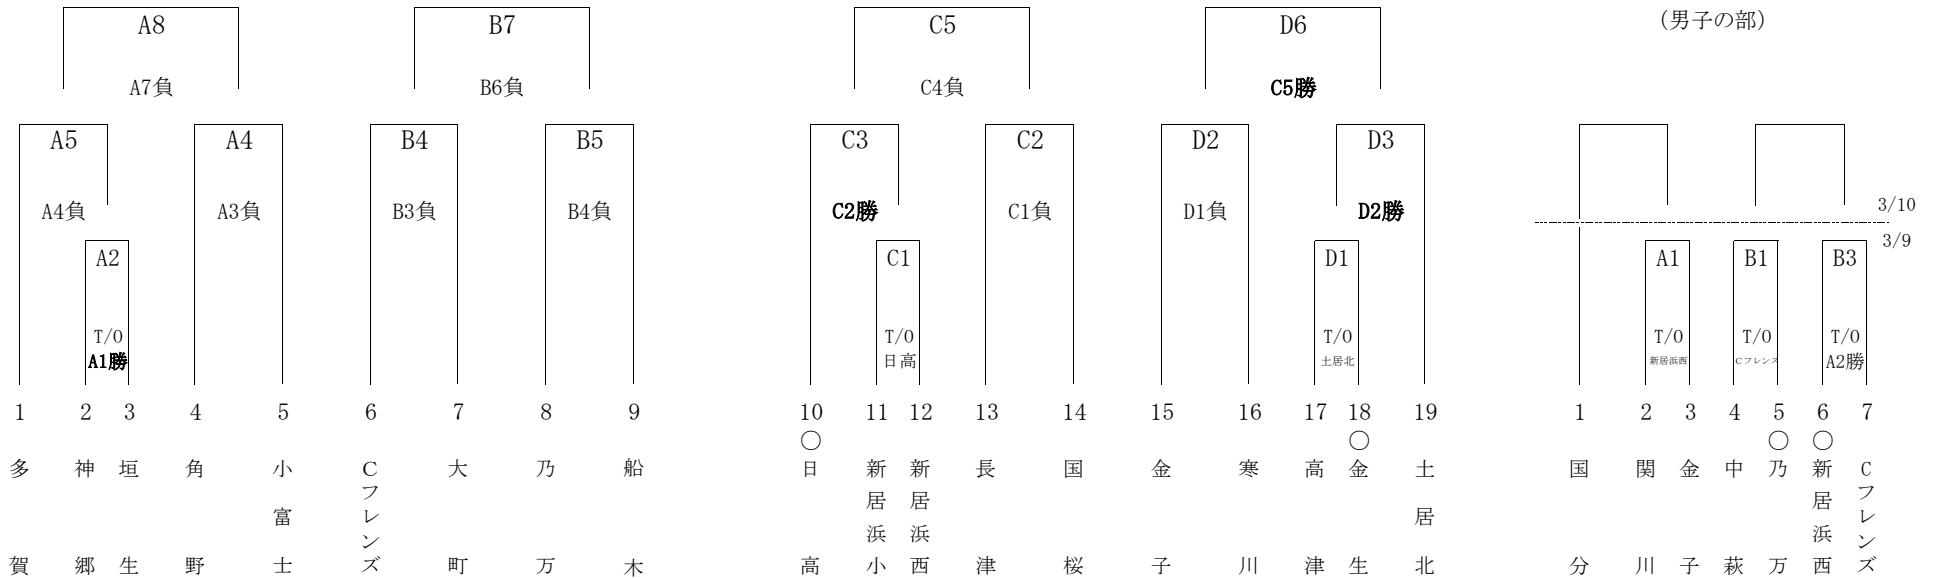 A8 B7 C5 D6 （男子の部）
A7負 B6負 C4負 C5勝
A5 A4 B4 B5 C3 C2 D2 D3
A4負 A3負 B3負 B4負 C2勝 C1負 D1負 D2勝 3/10
3/9
A2 C1 D1 A1 B1 B3
T/O T/O T/O T/O T/O T/O
A1勝 日高 土居北 新居浜西 Cフレンズ A2勝
1 2 3 4 5 6 7 8 9 10 11 12 13 14 15 16 17 18 19 1 2 3 4 5 6 7
○ ○ ○ ○
多賀
神郷
垣生
角野
小富士
Cフレンズ
大町
乃万
船木
日高
新居浜小
新居浜西
長津
国桜
金子
寒川
高津
金生
土居北
国分
関川
金子
中萩
乃万
新居浜西
Cフレンズ